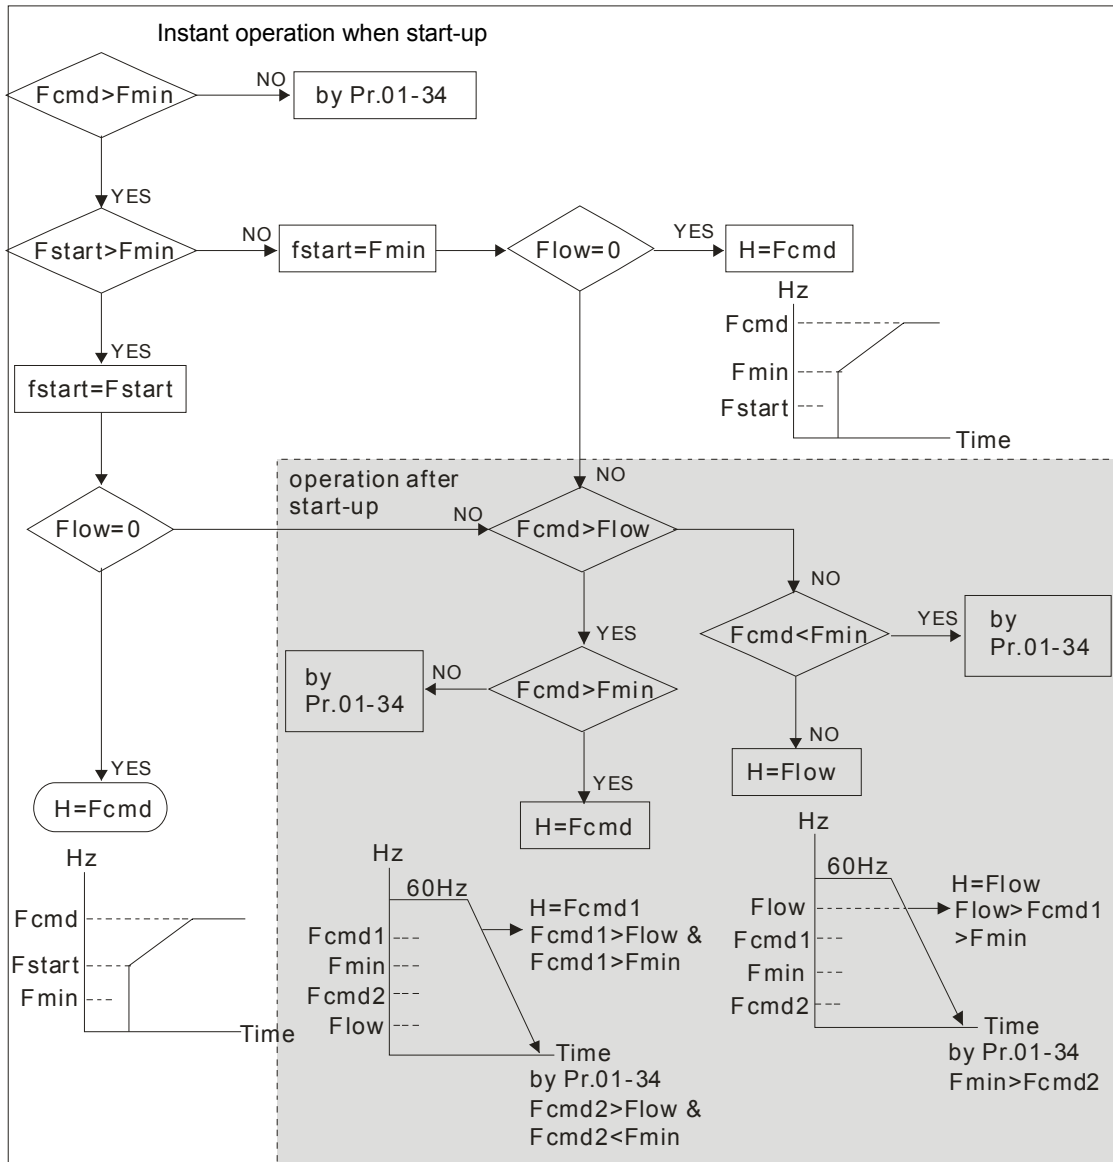 Instant operation when start-up
Fcmd>Fmin
NO
by Pr.01-34
YES
Fstart>Fmin
NO
fstart=Fmin
Flow=0
YES
H=Fcmd
Hz
Fcmd
Fmin
Fstart
Time
YES
fstart=Fstart
Flow=0
NO
operation after
start-up
NO
Fcmd>Flow
NO
Fcmd<Fmin
YES
by
Pr.01-34
YES
by
Pr.01-34
NO
Fcmd>Fmin
NO
H=Flow
YES
H=Fcmd
YES
H=Fcmd
Hz
Fcmd
Fstart
Fmin
Time
Hz
60Hz
Fcmd1
Fmin
Fcmd2
Flow
H=Fcmd1
Fcmd1>Flow &
Fcmd1>Fmin
Time
by Pr.01-34
Fcmd2>Flow &
Fcmd2<Fmin
Hz
60Hz
Flow
Fcmd1
Fmin
Fcmd2
H=Flow
Flow>Fcmd1
>Fmin
Time
by Pr.01-34
Fmin>Fcmd2